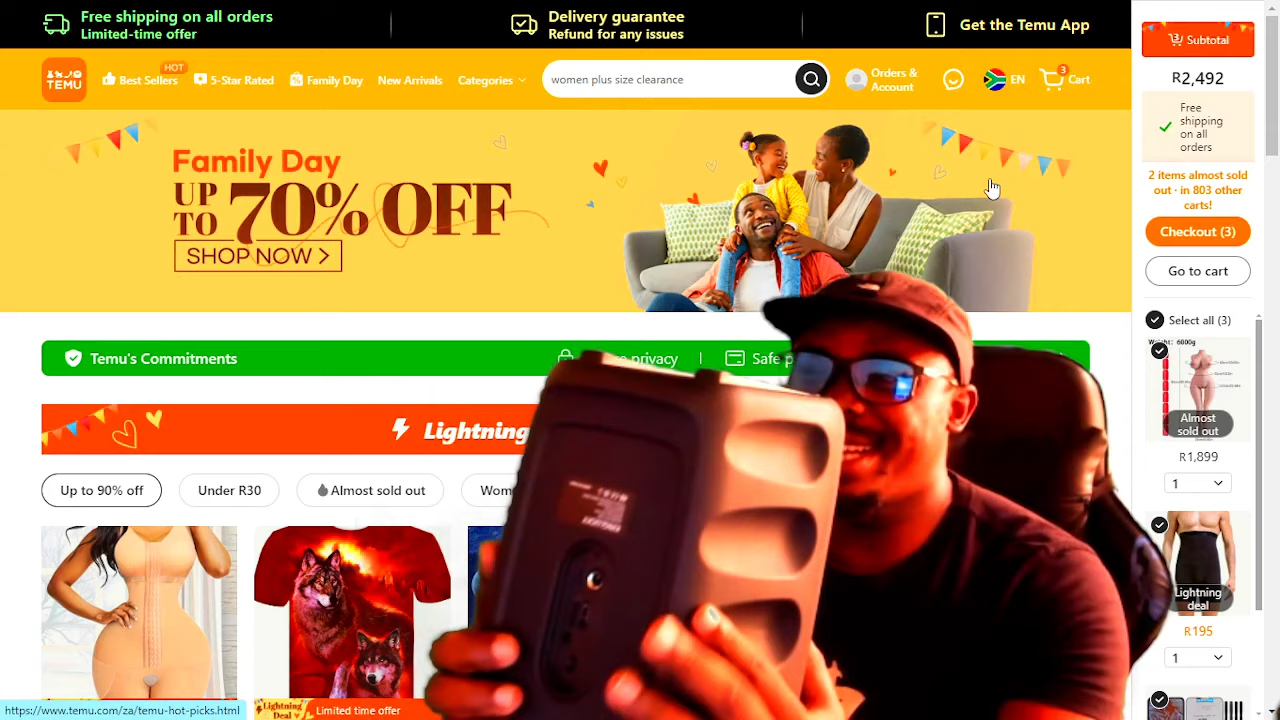 Free shipping on all orders
Limited-time offer
Delivery guarantee
Refund for any issues
Get the Temu App
TEMU
Best Sellers
HOT
5-Star Rated
Family Day
New Arrivals
Categories
women plus size clearance
Orders &
Account
EN
3
Cart
Family Day
UP TO 70% OFF
SHOP NOW >
Temu's Commitments
privacy
Safe p
Lightning
Up to 90% off
Under R30
Almost sold out
Wom
Lightning
Deal
Limited time offer
https://www.temu.com/za/temu-hot-picks.html
Subtotal
R2,492
Free
shipping
on all
orders
2 items almost sold
out · in 803 other
carts!
Checkout (3)
Go to cart
Select all (3)
Weight: 6000g
Almost
sold out
R1,899
1
Lightning
deal
R195
1